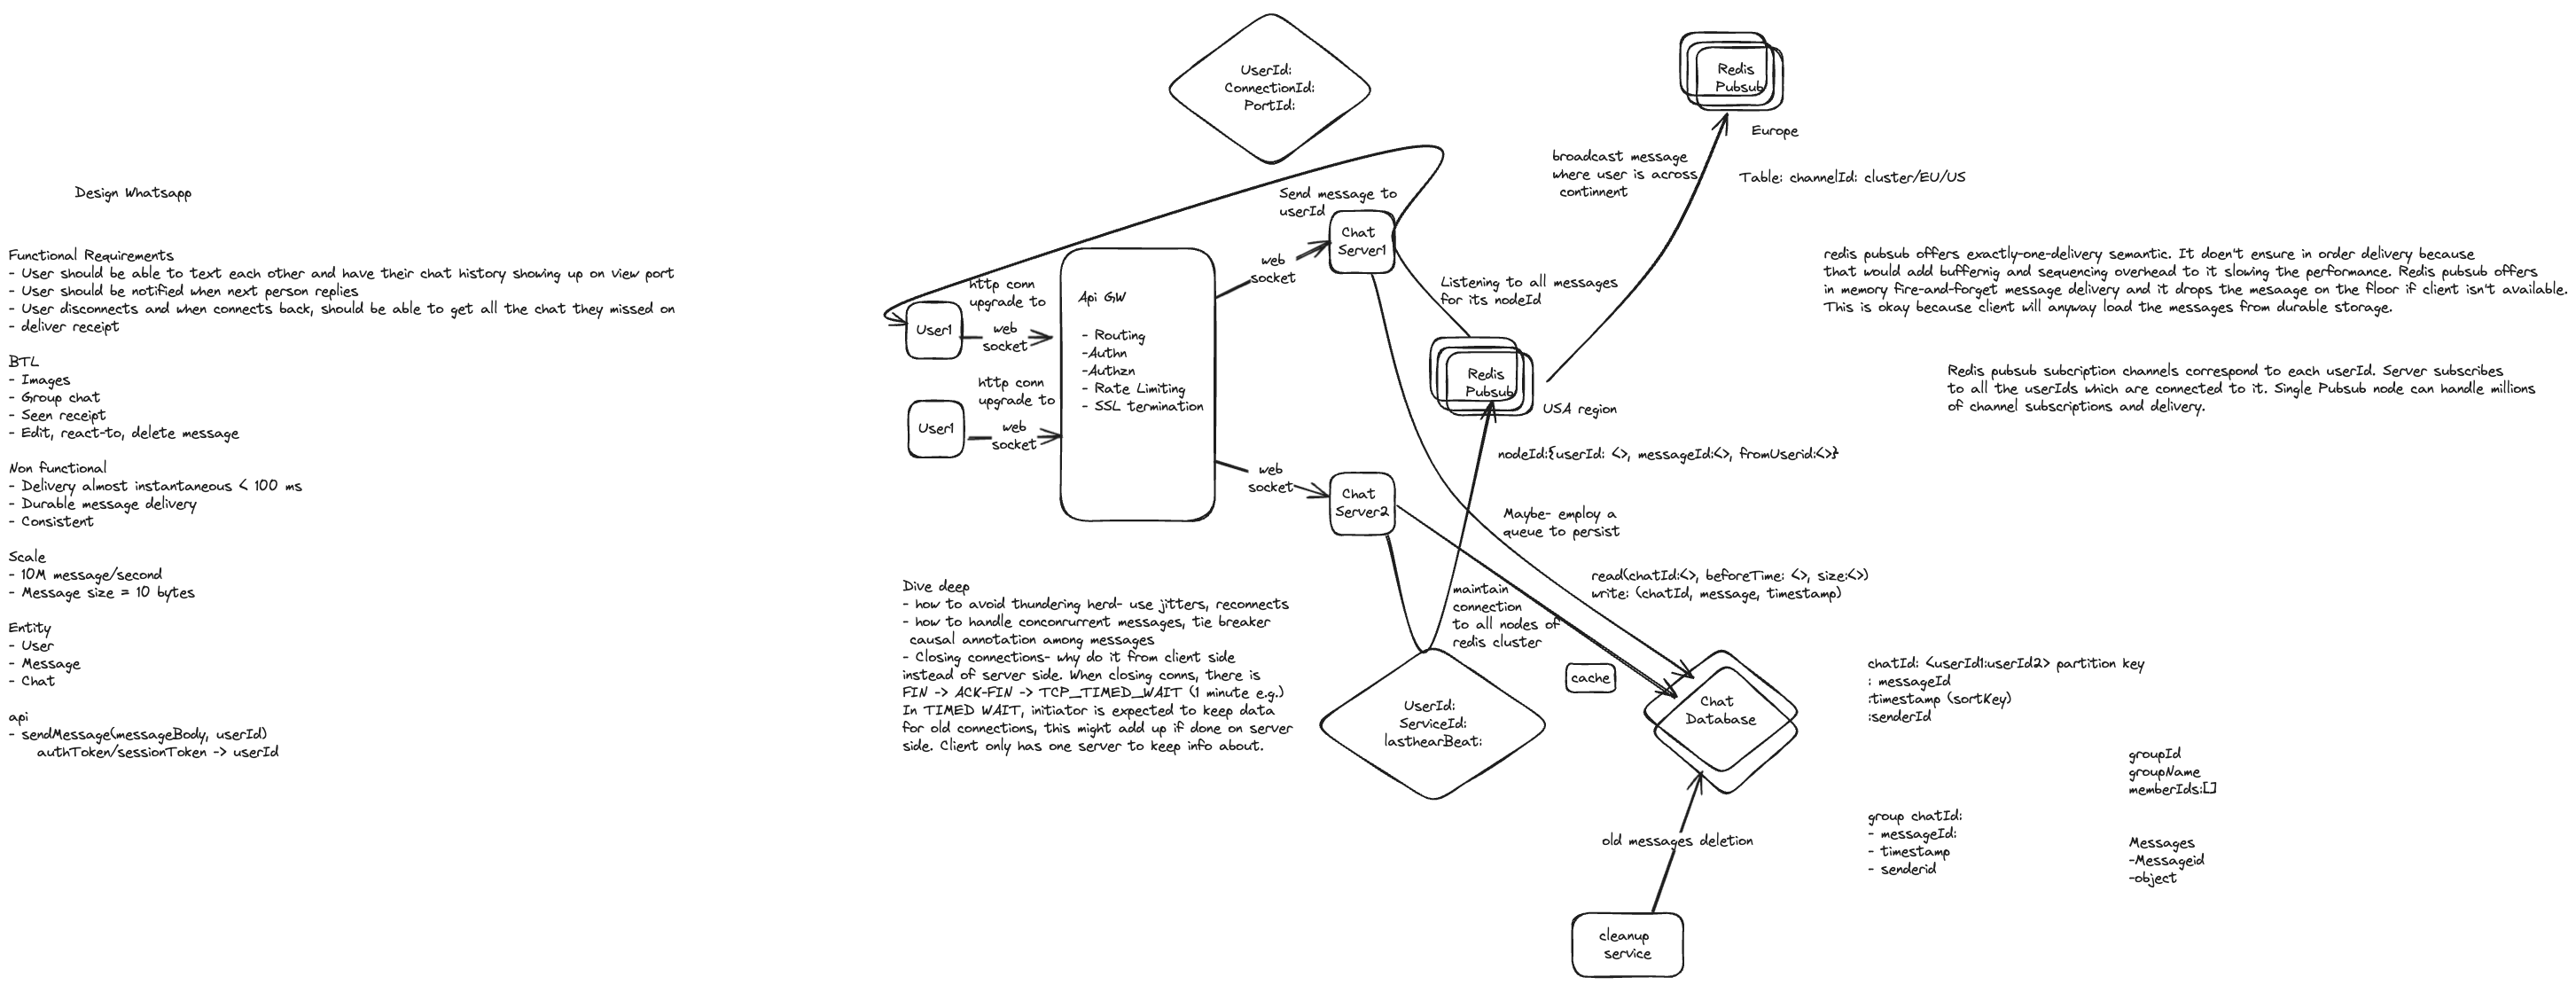 Design Whatsapp
Functional Requirements
- User should be able to text each other and have their chat history showing up on view port
- User should be notified when next person replies
- User disconnects and when connects back, should be able to get all the chat they missed on
- deliver receipt
BTL
- Images
- Group chat
- Seen receipt
- Edit, react-to, delete message
Non functional
- Delivery almost instantaneous < 100 ms
- Durable message delivery
- Consistent
Scale
- 10M message/second
- Message size = 10 bytes
Entity
- User
- Message
- Chat
api
- sendMessage(messageBody, userId)
authToken/sessionToken -> userId
UserId:
ConnectionId:
PortId:
http conn
upgrade to
User1
web
socket
http conn
upgrade to
User1
web
socket
Api GW
- Routing
-Authn
-Authzn
- Rate Limiting
- SSL termination
web
socket
web
socket
Send message to
userId
Chat
Server1
Chat
Server2
Listening to all messages
for its nodeId
Redis
Pubsub
USA region
broadcast message
where user is across
continnent
Redis
Pubsub
Europe
Table: channelId: cluster/EU/US
redis pubsub offers exactly-one-delivery semantic. It doen't ensure in order delivery because
that would add buffernig and sequencing overhead to it slowing the performance. Redis pubsub offers
in memory fire-and-forget message delivery and it drops the mesaage on the floor if client isn't available.
This is okay because client will anyway load the messages from durable storage.
Redis pubsub subcription channels correspond to each userId. Server subscribes
to all the userIds which are connected to it. Single Pubsub node can handle millions
of channel subscriptions and delivery.
nodeId:{userId: <>, messageId:<>, fromUserid:<>}
Maybe- employ a
queue to persist
read(chatId:<>, beforeTime: <>, size:<>)
write: (chatId, message, timestamp)
maintain
connection
to all nodes of
redis cluster
Dive deep
- how to avoid thundering herd- use jitters, reconnects
- how to handle conconrurrent messages, tie breaker
causal annotation among messages
- Closing connections- why do it from client side
instead of server side. When closing conns, there is
FIN -> ACK-FIN -> TCP_TIMED_WAIT (1 minute e.g.)
In TIMED WAIT, initiator is expected to keep data
for old connections, this might add up if done on server
side. Client only has one server to keep info about.
UserId:
ServiceId:
lasthearBeat:
cache
Chat
Database
chatId: <userId1:userId2> partition key
: messageId
:timestamp (sortKey)
:senderId
groupId
groupName
memberIds:[]
group chatId:
- messageId:
- timestamp
- senderid
Messages
-Messageid
-object
old messages deletion
cleanup
service